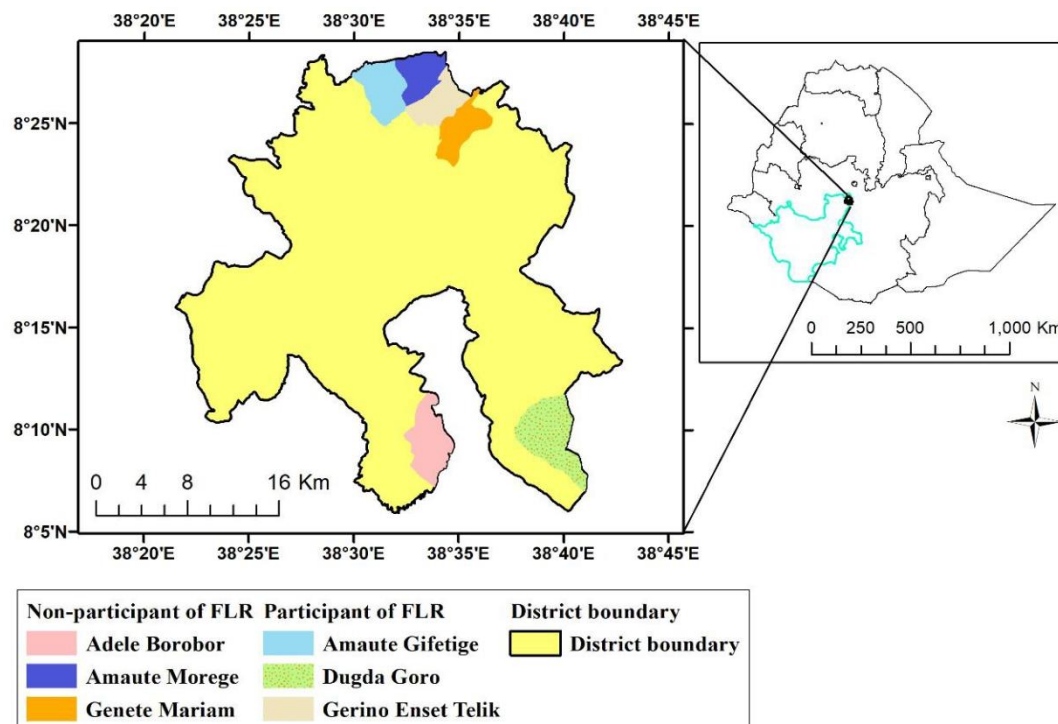 38°20'E 38°25'E 38°30'E 38°35'E 38°40'E 38°45'E
8°25'N
8°20'N
8°15'N
8°10'N
8°5'N
0 4 8 16 Km
38°20'E 38°25'E 38°30'E 38°35'E 38°40'E 38°45'E
0 250 500 1,000 Km
N
Non-participant of FLR Participant of FLR District boundary
Adele Borobor Amaute Gifetige District boundary
Amaute Morege Dugda Goro
Genete Mariam Gerino Enset Telik